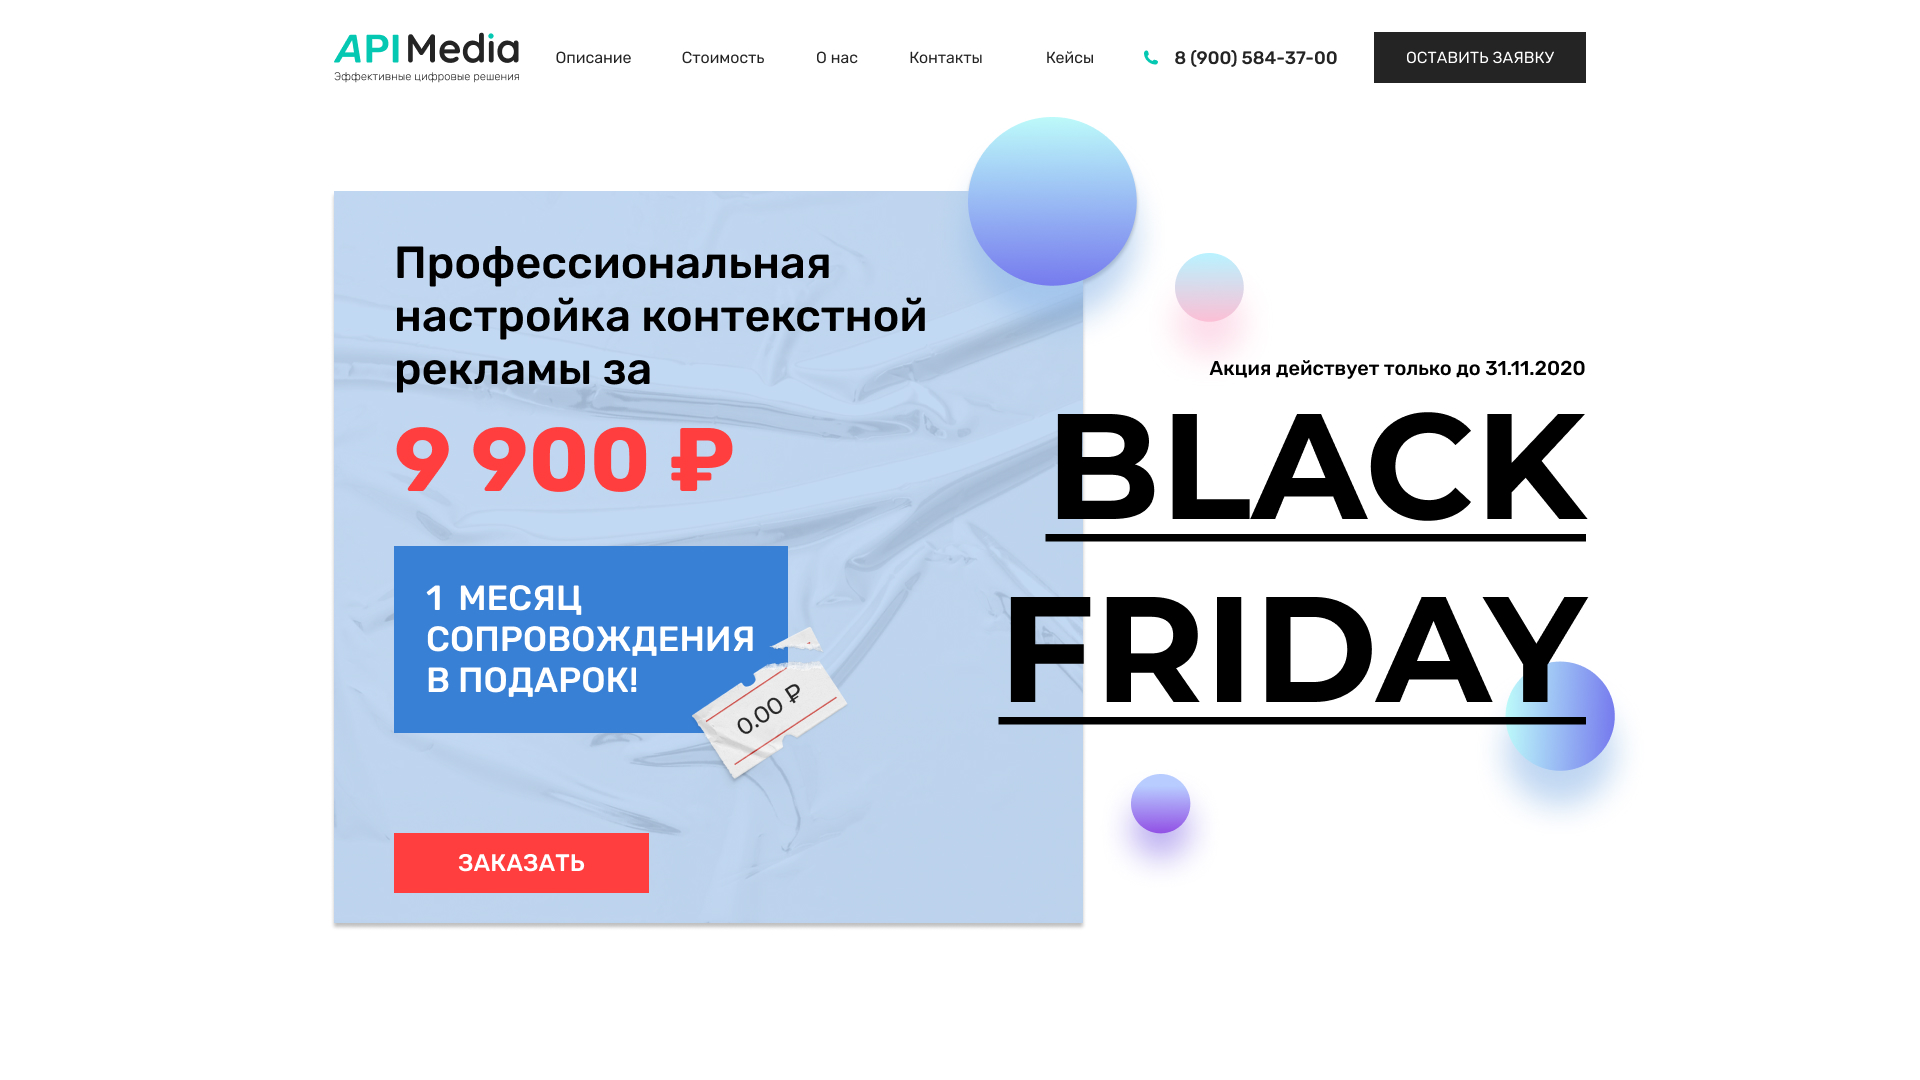 API Media
Эффективные цифровые решения
Описание
Стоимость
О нас
Контакты
Кейсы
8 (900) 584-37-00
ОСТАВИТЬ ЗАЯВКУ
Профессиональная
настройка контекстной
рекламы за
9 900 ₽
1 МЕСЯЦ
СОПРОВОЖДЕНИЯ
В ПОДАРОК!
0.00 ₽
ЗАКАЗАТЬ
Акция действует только до 31.11.2020
BLACK
FRIDAY